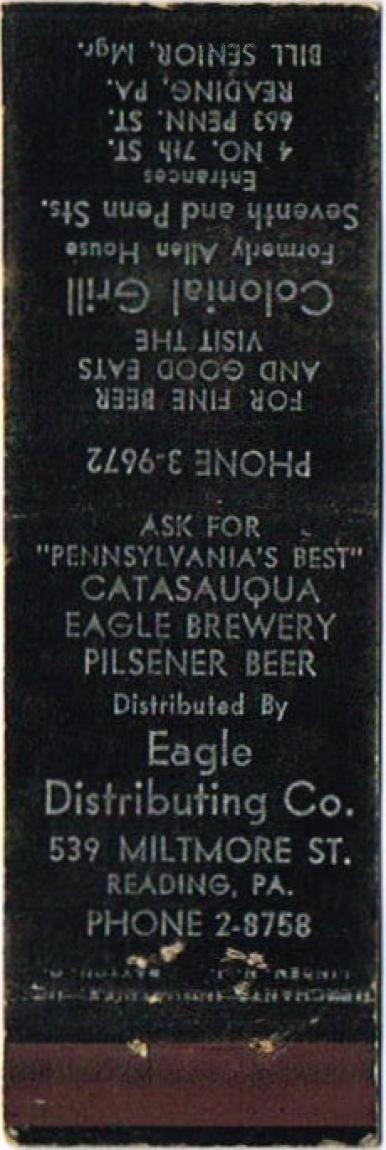 PHONE 3-9672
FOR FINE BEER
AND GOOD EATS
VISIT THE
Colonial Grill
Formerly Allen House
Seventh and Penn Sts.
Entrances
4 NO. 7th. ST.
663 PENN. ST.
READING, PA.
BILL SENIOR, Mgr.
ASK FOR
"PENNSYLVANIA'S BEST"
CATASAUQUA
EAGLE BREWERY
PILSENER BEER
Distributed By
Eagle
Distributing Co.
539 MILTMORE ST.
READING, PA.
PHONE 2-8758
MERCHANTS INDUSTRIES